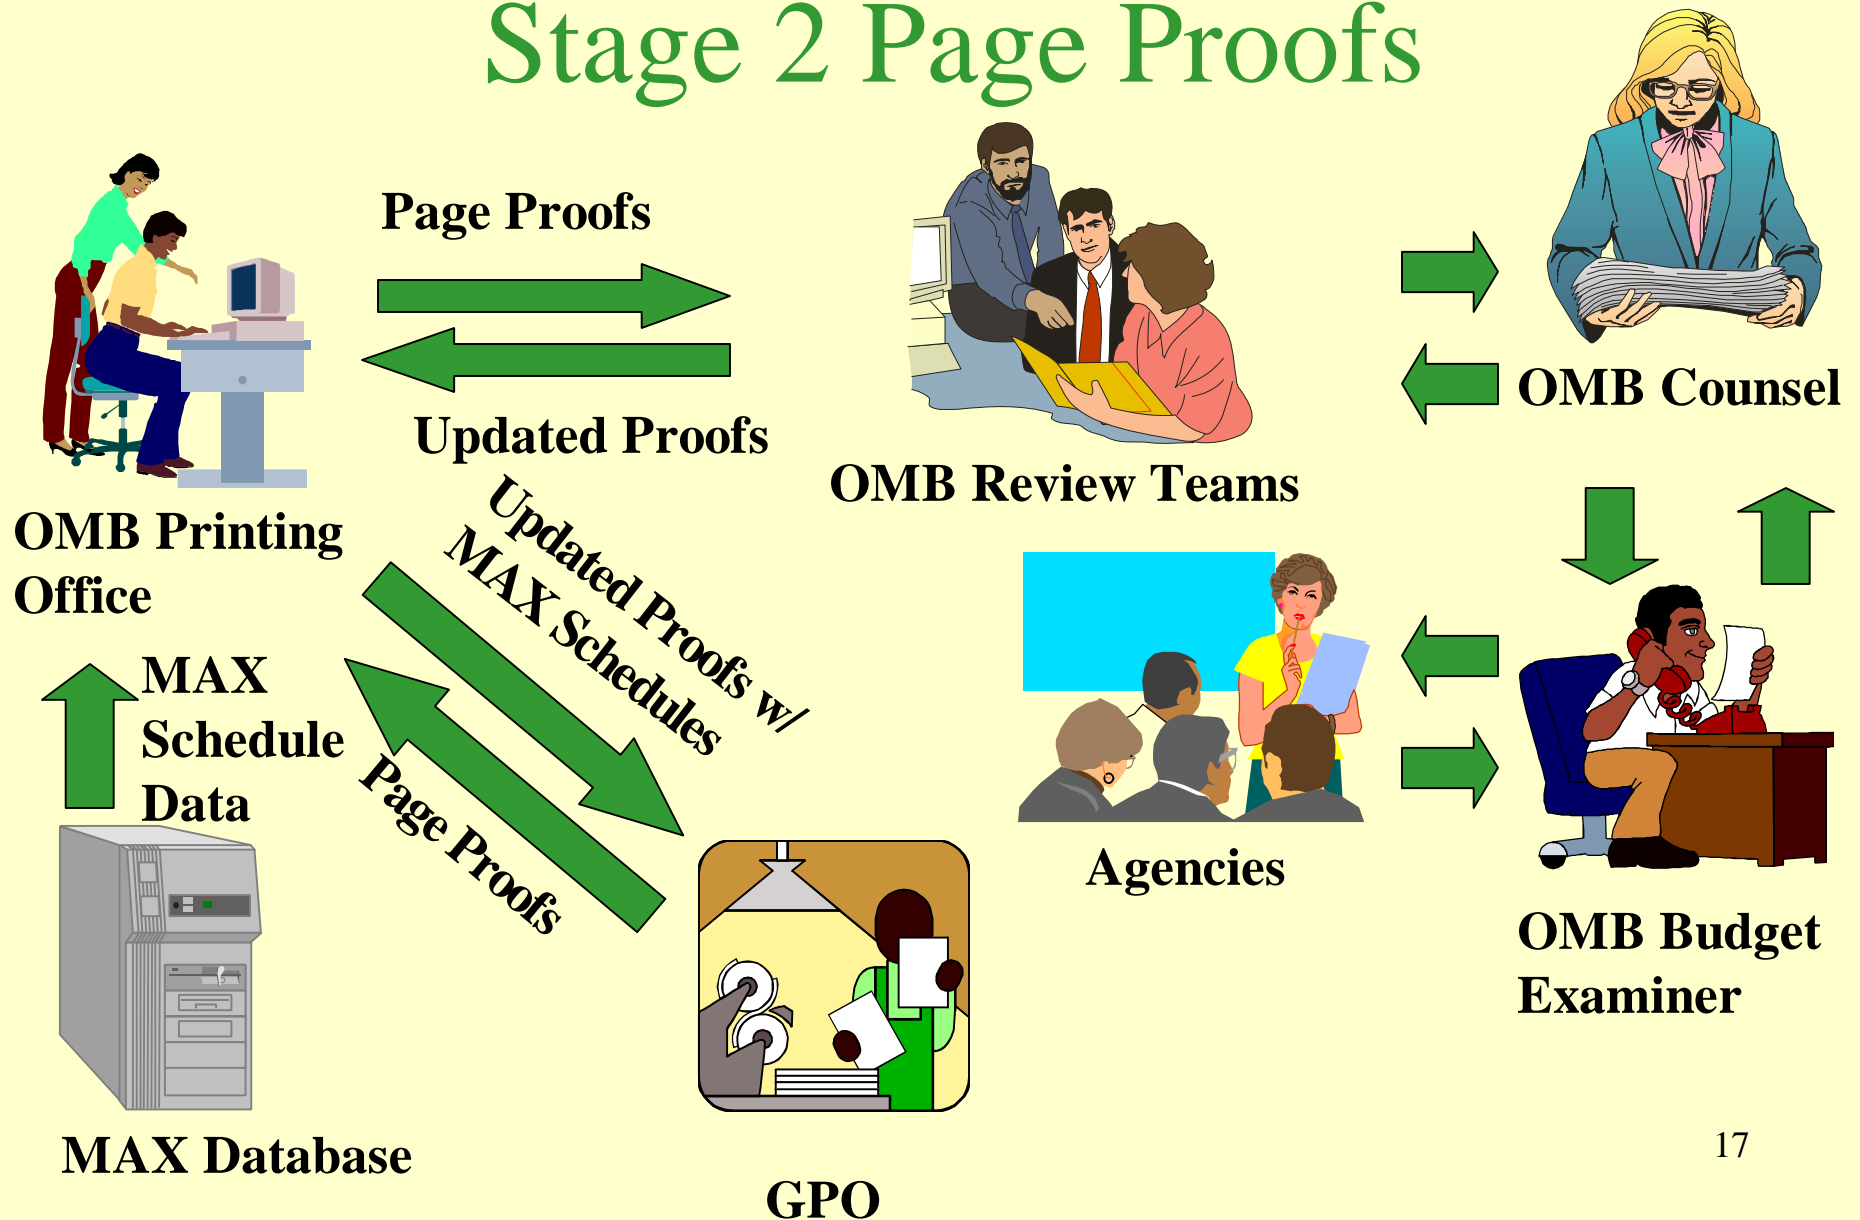 Stage 2 Page Proofs
Page Proofs
Updated Proofs
OMB Printing
Office
OMB Review Teams
OMB Counsel
Updated Proofs w/
MAX Schedules
Page Proofs
MAX
Schedule
Data
MAX Database
GPO
Agencies
OMB Budget
Examiner
17